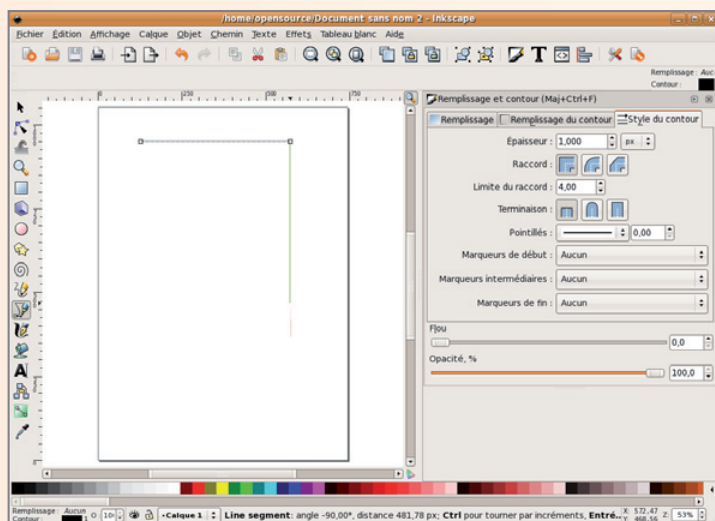 /home/opensource/Document sans nom 2 - Inkscape
Fichier Édition Affichage Calque Objet Chemin Texte Effets Tableau blanc Aide
Remplissage : Auc
Contour :
0 250 500 750
Remplissage et contour (Maj+Ctrl+F)
Remplissage Remplissage du contour Style du contour
Épaisseur : 1,000 px
Raccord :
Limite du raccord : 4,00
Terminaison :
Pointillés : 0,00
Marqueurs de début : Aucun
Marqueurs intermédiaires : Aucun
Marqueurs de fin : Aucun
Flou
0,0
Opacité, %
100,0
Remplissage : Aucun
Contour : 1 O 10 •Calque 1 Line segment: angle -90,00°, distance 481,78 px; Ctrl pour tourner par incréments, Entré... X: 572,47 Z: 53%
Y: 468,55